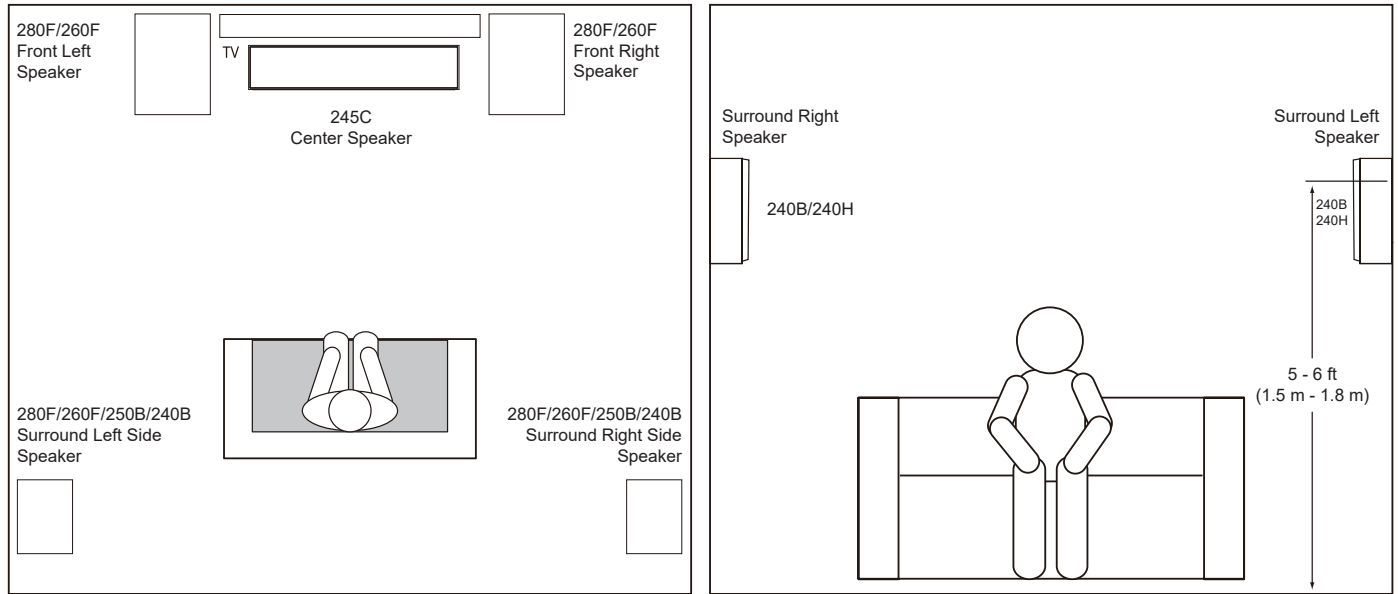 280F/260F
Front Left
Speaker
TV
280F/260F
Front Right
Speaker
245C
Center Speaker
280F/260F/250B/240B
Surround Left Side
Speaker
280F/260F/250B/240B
Surround Right Side
Speaker
Surround Right
Speaker
240B/240H
Surround Left
Speaker
240B
240H
5 - 6 ft
(1.5 m - 1.8 m)